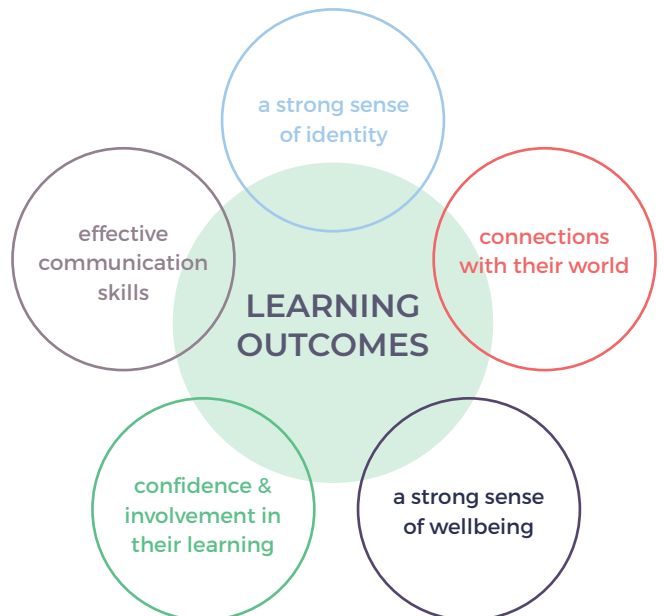 a strong sense
of identity
effective
communication
skills
connections
with their world
LEARNING
OUTCOMES
confidence &
involvement in
their learning
a strong sense
of wellbeing